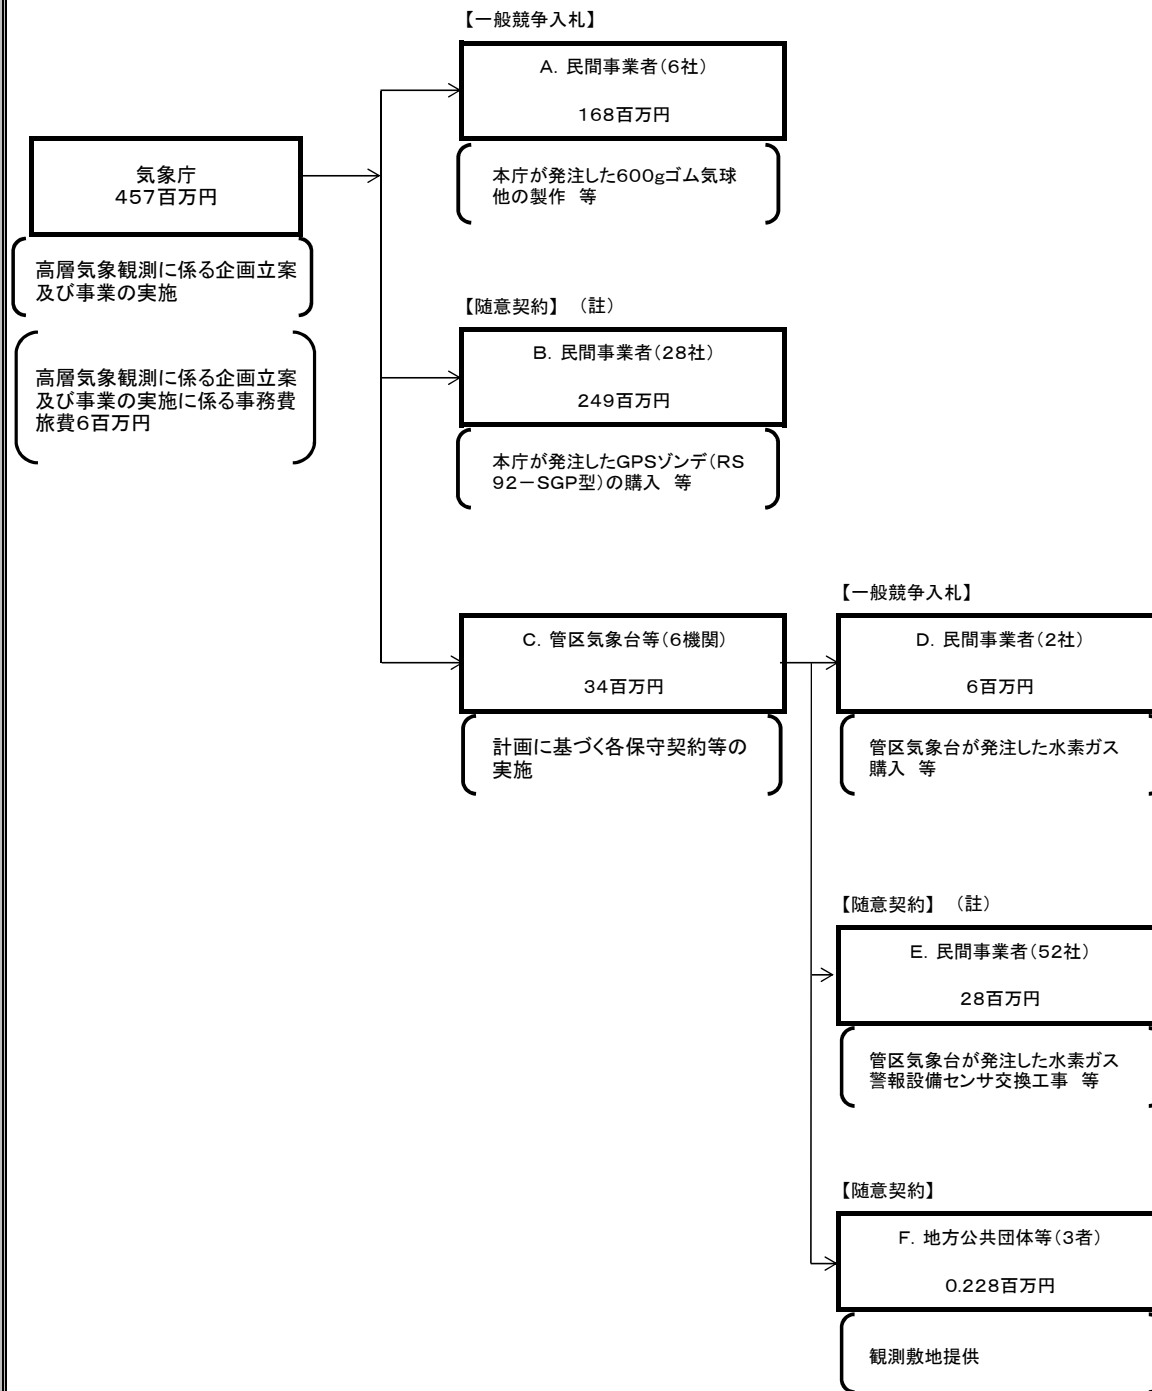 【一般競争入札】
A．民間事業者（6社）
168百万円
本庁が発注した600gゴム気球
他の製作　等
気象庁
457百万円
高層気象観測に係る企画立案
及び事業の実施
高層気象観測に係る企画立案
及び事業の実施に係る事務費
旅費6百万円
【随意契約】（註）
B．民間事業者（28社）
249百万円
本庁が発注したGPSゾンデ（RS
92－SGP型）の購入　等
C．管区気象台等（6機関）
34百万円
計画に基づく各保守契約等の
実施
【一般競争入札】
D．民間事業者（2社）
6百万円
管区気象台が発注した水素ガス
購入　等
【随意契約】（註）
E．民間事業者（52社）
28百万円
管区気象台が発注した水素ガス
警報設備センサ交換工事　等
【随意契約】
F．地方公共団体等（3者）
0.228百万円
観測敷地提供